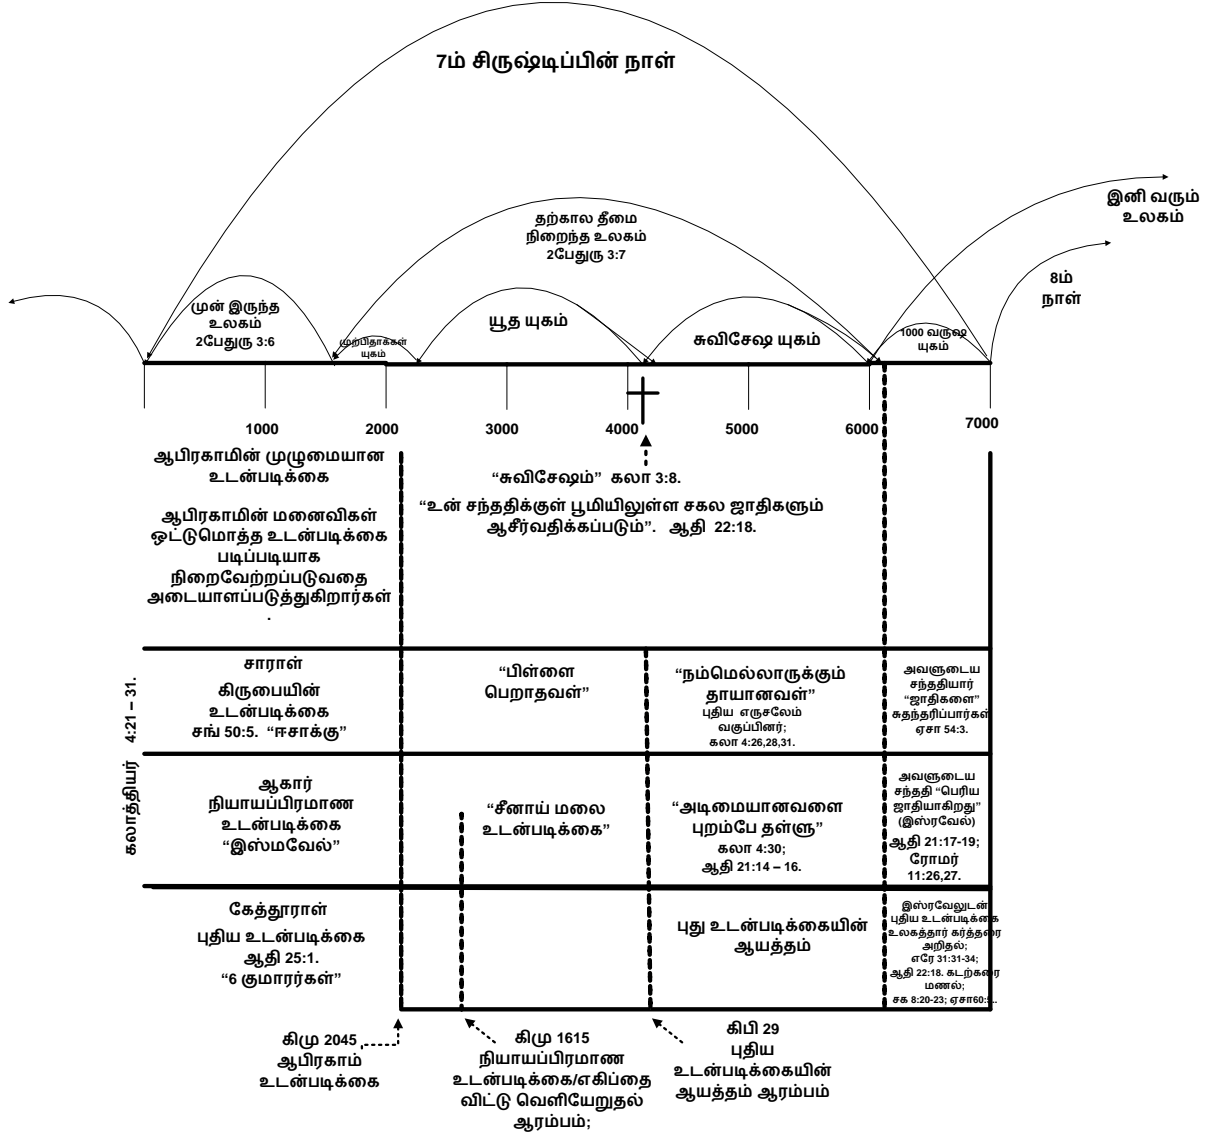 7ம் சிருஷ்டிப்பின் நாள்
இனி வரும்
உலகம்
தற்கால தீமை
நிறைந்த உலகம்
2பேதுரு 3:7
8ம்
நாள்
முன் இருந்த
உலகம்
2பேதுரு 3:6
முற்பிதாக்கள்
யுகம்
யூத யுகம்
சுவிசேஷ யுகம்
1000 வருஷ
யுகம்
1000
2000
3000
4000
5000
6000
7000
ஆபிரகாமின் முழுமையான
உடன்படிக்கை
ஆபிரகாமின் மனைவிகள்
ஒட்டுமொத்த உடன்படிக்கை
படிப்படியாக
நிறைவேற்றப்படுவதை
அடையாளப்படுத்துகிறார்கள்
.
“சுவிசேஷம்” கலா 3:8.
“உன் சந்ததிக்குள் பூமியிலுள்ள சகல ஜாதிகளும்
ஆசீர்வதிக்கப்படும்”. ஆதி 22:18.
கலாத்தியர் 4:21 – 31.
சாராள்
கிருபையின்
உடன்படிக்கை
சங் 50:5. “ஈசாக்கு”
“பிள்ளை
பெறாதவள்”
“நம்மெல்லாருக்கும்
தாயானவள்”
புதிய எருசலேம்
வகுப்பினர்;
கலா 4:26,28,31.
அவளுடைய
சந்ததியார்
“ஜாதிகளை”
சுதந்தரிப்பார்கள்
ஏசா 54:3.
ஆகார்
நியாயப்பிரமாண
உடன்படிக்கை
“இஸ்மவேல்”
“சீனாய் மலை
உடன்படிக்கை”
“அடிமையானவளை
புறம்பே தள்ளு”
கலா 4:30;
ஆதி 21:14 – 16.
அவளுடைய
சந்ததி “பெரிய
ஜாதியாகிறது”
(இஸ்ரவேல்)
ஆதி 21:17-19;
ரோமர்
11:26,27.
கேத்தூராள்
புதிய உடன்படிக்கை
ஆதி 25:1.
“6 குமாரர்கள்”
புது உடன்படிக்கையின்
ஆயத்தம்
இஸ்ரவேலுடன்
புதிய உடன்படிக்கை
உலகத்தார் கர்த்தரை
அறிதல்;
எரே 31:31-34;
ஆதி 22:18. கடற்கரை
மணல்;
சக 8:20-23; ஏசா60:5..
கிமு 2045
ஆபிரகாம்
உடன்படிக்கை
கிமு 1615
நியாயப்பிரமாண
உடன்படிக்கை/எகிப்தை
விட்டு வெளியேறுதல்
ஆரம்பம்;
கிபி 29
புதிய
உடன்படிக்கையின்
ஆயத்தம் ஆரம்பம்